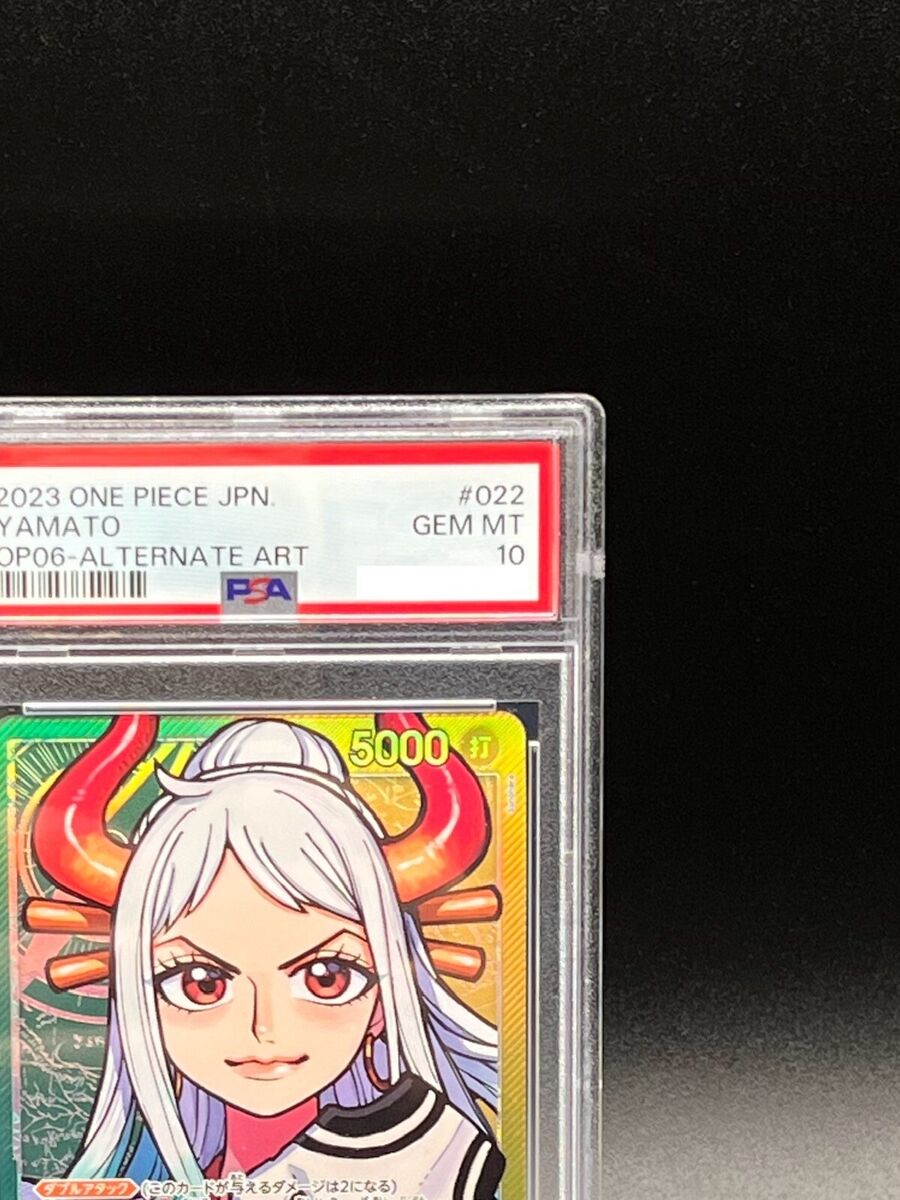 2023 ONE PIECE JPN. #022
YAMATO GEM MT
OP06-ALTERNATE ART 10
PSA
5000 打
ダブルアタック (このカードが与えるダメージは2になる)